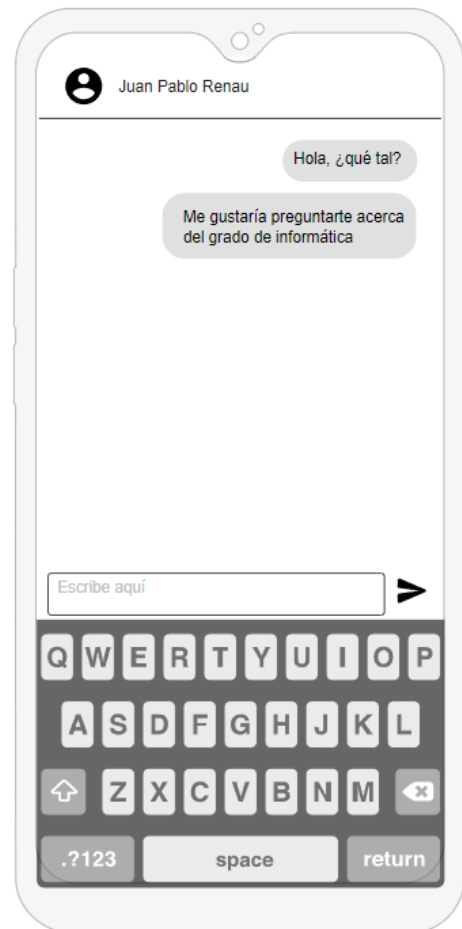 Juan Pablo Renau
Hola, ¿qué tal?
Me gustaría preguntarte acerca
del grado de informática
Escribe aquí
Q W E R T Y U I O P
A S D F G H J K L
Z X C V B N M
.?123 space return